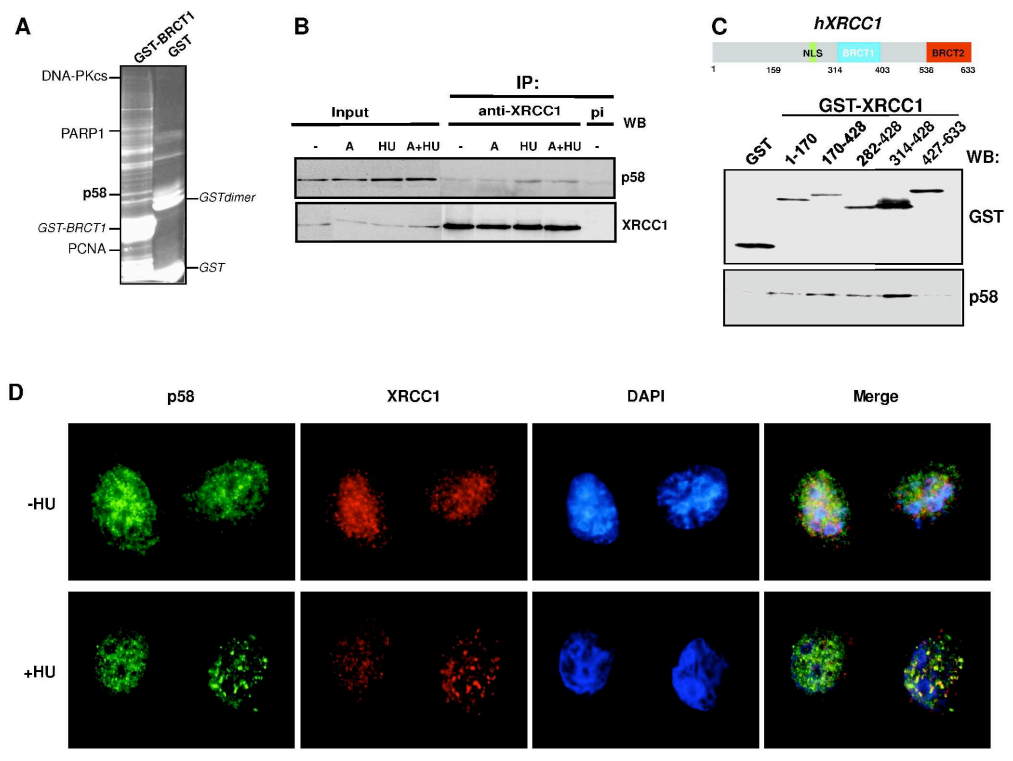 A
GST-BRCT1
GST
DNA-PKcs
PARP1
p58
GST-BRCT1
PCNA
GSTdimer
GST
B
IP:
Input
anti-XRCC1
pi
WB
- A HU A+HU - A HU A+HU -
p58
XRCC1
C
hXRCC1
NLS BRCT1 BRCT2
1 159 314 403 538 633
GST-XRCC1
GST
1-170
170-428
282-428
314-428
427-633
WB:
GST
p58
D
p58 XRCC1 DAPI Merge
-HU
+HU